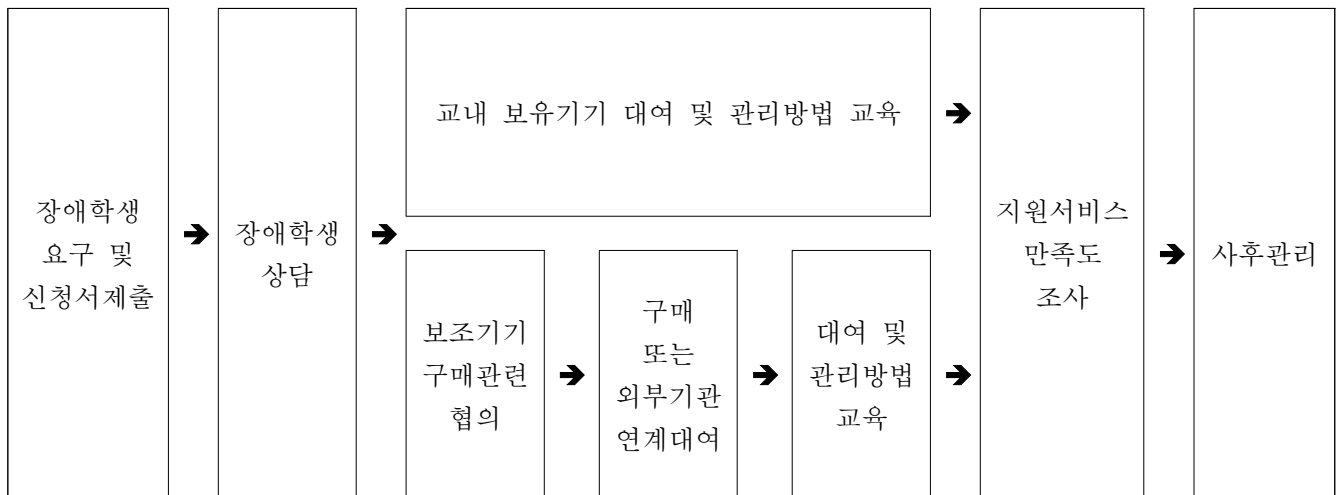 장애학생
요구 및
신청서제출
➔
장애학생
상담
➔
교내 보유기기 대여 및 관리방법 교육
➔
보조기기
구매관련
협의
➔
구매
또는
외부기관
연계대여
➔
대여 및
관리방법
교육
➔
지원서비스
만족도
조사
➔
사후관리